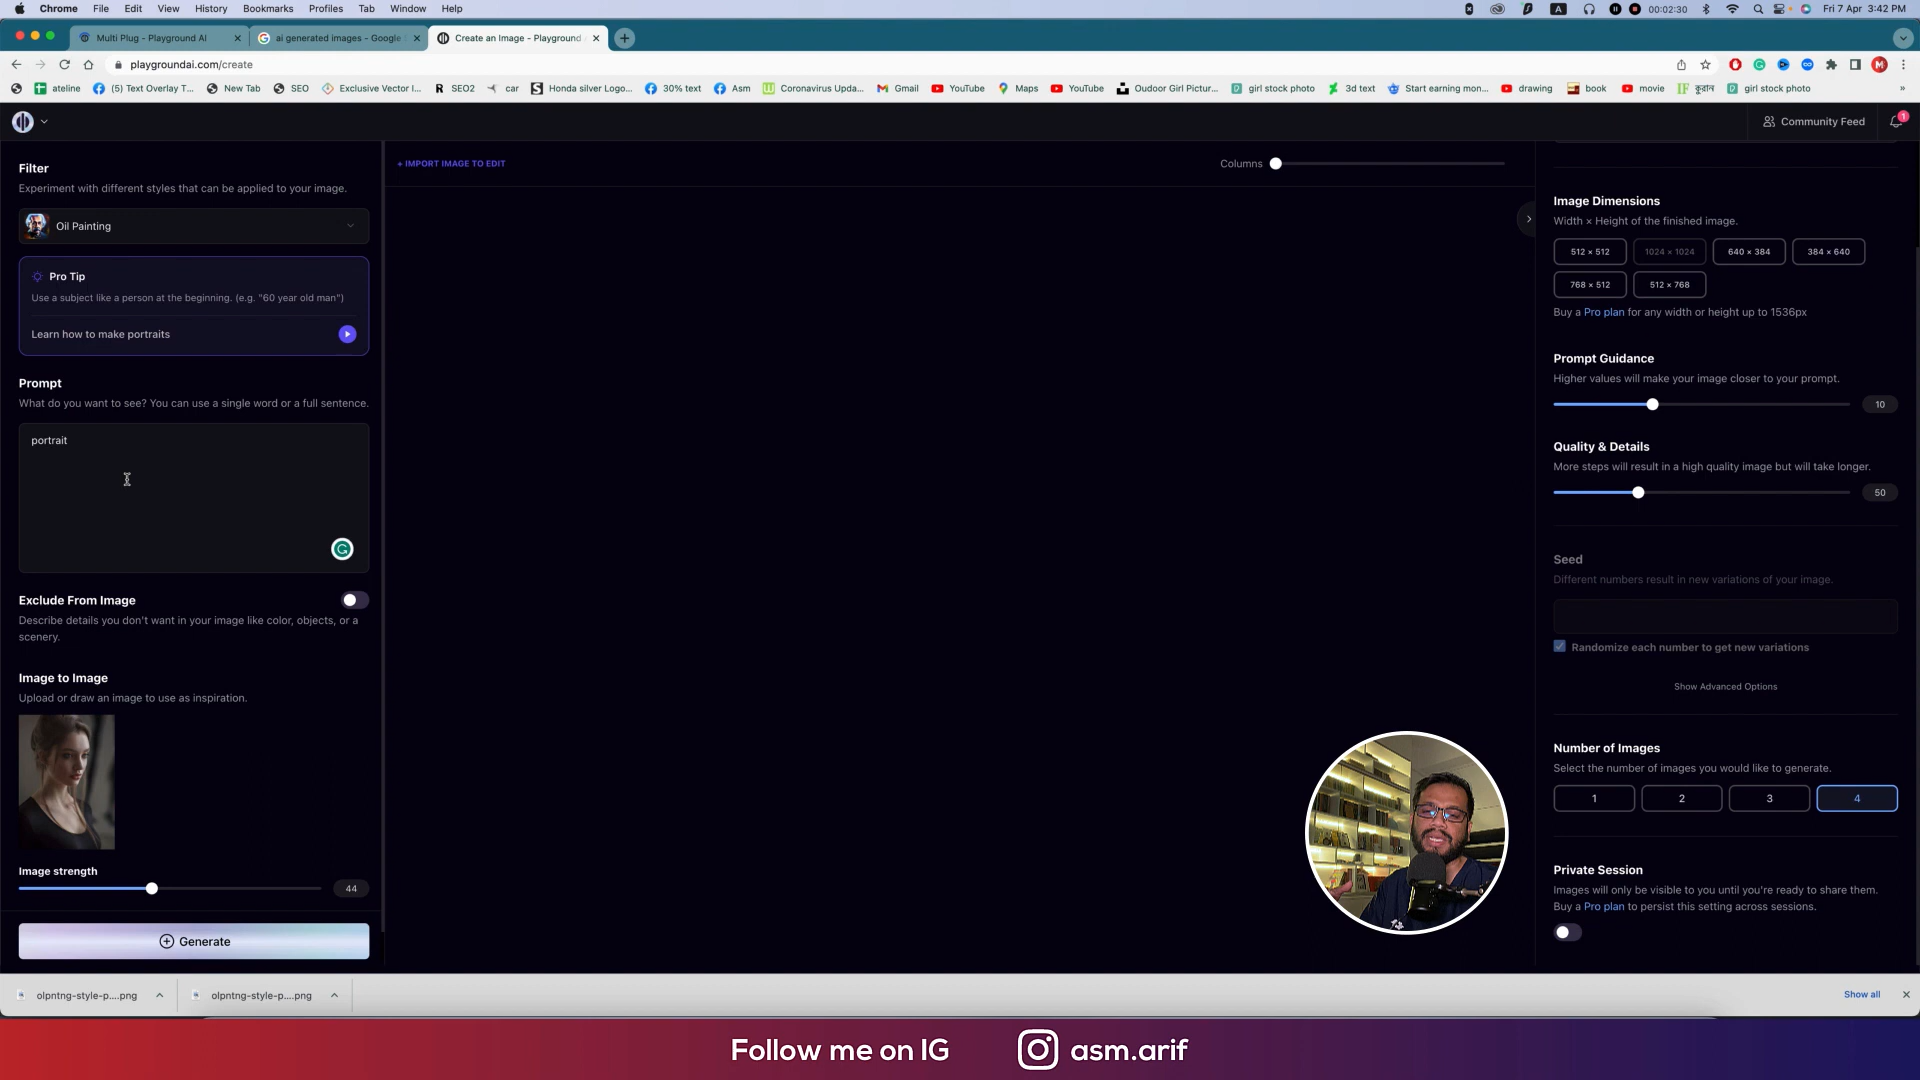 Chrome File Edit View History Bookmarks Profiles Tab Window Help
A 00:02:30 Fri 7 Apr 3:42 PM
Multi Plug - Playground AI
ai generated images - Google
Create an Image - Playground
playgroundai.com/create
M
ateline (5) Text Overlay T... New Tab SEO Exclusive Vector I... SEO2 car Honda silver Logo... 30% text Asm Coronavirus Upda... Gmail YouTube Maps YouTube Oudoor Girl Pictur... girl stock photo 3d text Start earning mon... drawing book movie কুরান girl stock photo »
Community Feed
1
Filter
Experiment with different styles that can be applied to your image.
Oil Painting
Pro Tip
Use a subject like a person at the beginning. (e.g. "60 year old man")
Learn how to make portraits
Prompt
What do you want to see? You can use a single word or a full sentence.
portrait
Exclude From Image
Describe details you don't want in your image like color, objects, or a
scenery.
Image to Image
Upload or draw an image to use as inspiration.
Image strength
44
Generate
+ IMPORT IMAGE TO EDIT
Columns
Image Dimensions
Width × Height of the finished image.
512 × 512 1024 × 1024 640 × 384 384 × 640
768 × 512 512 × 768
Buy a Pro plan for any width or height up to 1536px
Prompt Guidance
Higher values will make your image closer to your prompt.
10
Quality & Details
More steps will result in a high quality image but will take longer.
50
Seed
Different numbers result in new variations of your image.
Randomize each number to get new variations
Show Advanced Options
Number of Images
Select the number of images you would like to generate.
1 2 3 4
Private Session
Images will only be visible to you until you're ready to share them.
Buy a Pro plan to persist this setting across sessions.
olpntng-style-p....png
olpntng-style-p....png
Show all
Follow me on IG asm.arif